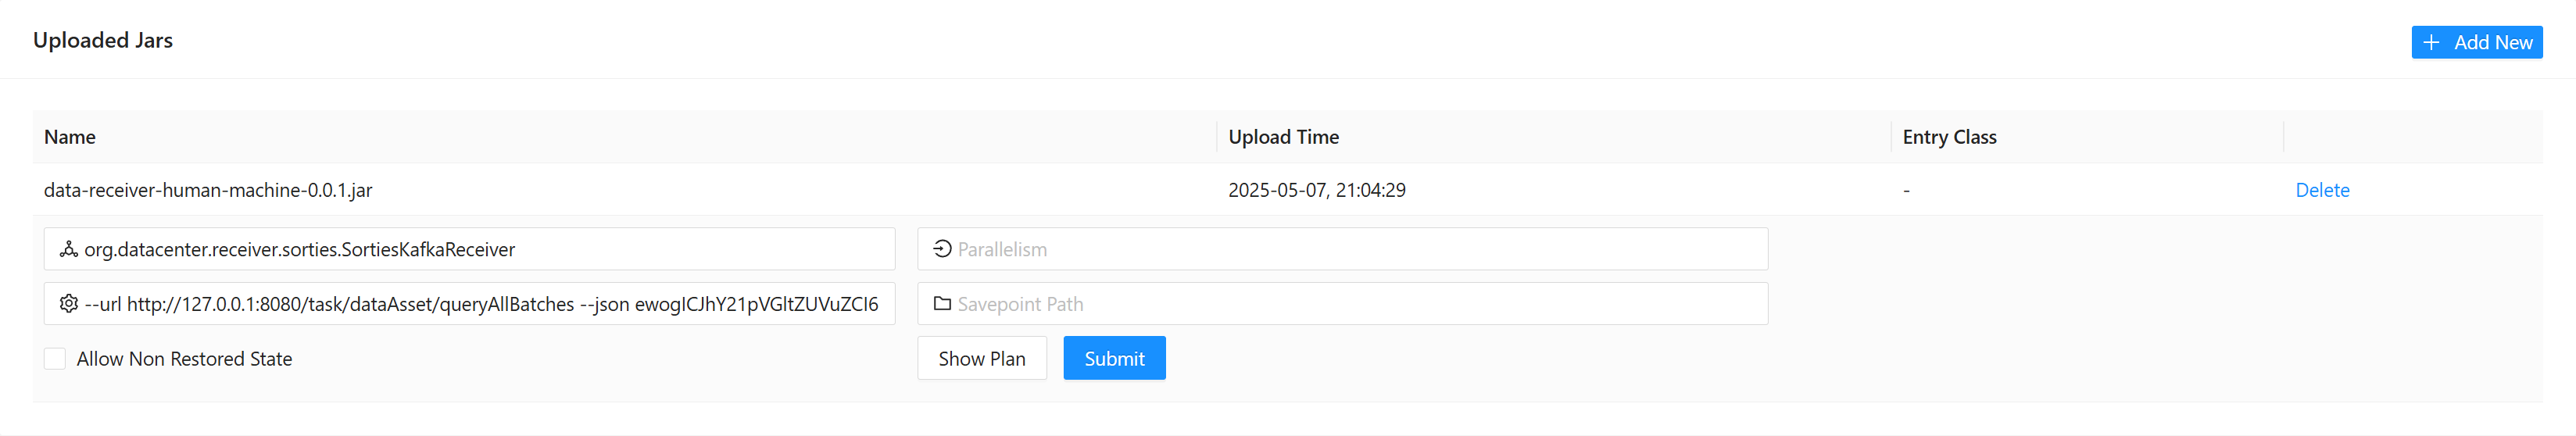 Uploaded Jars
+ Add New
Name Upload Time Entry Class
data-receiver-human-machine-0.0.1.jar 2025-05-07, 21:04:29 - Delete
org.datacenter.receiver.sorties.SortiesKafkaReceiver Parallelism
--url http://127.0.0.1:8080/task/dataAsset/queryAllBatches --json ewogICJhY21pVGltZUVuZCI6 Savepoint Path
Allow Non Restored State Show Plan Submit